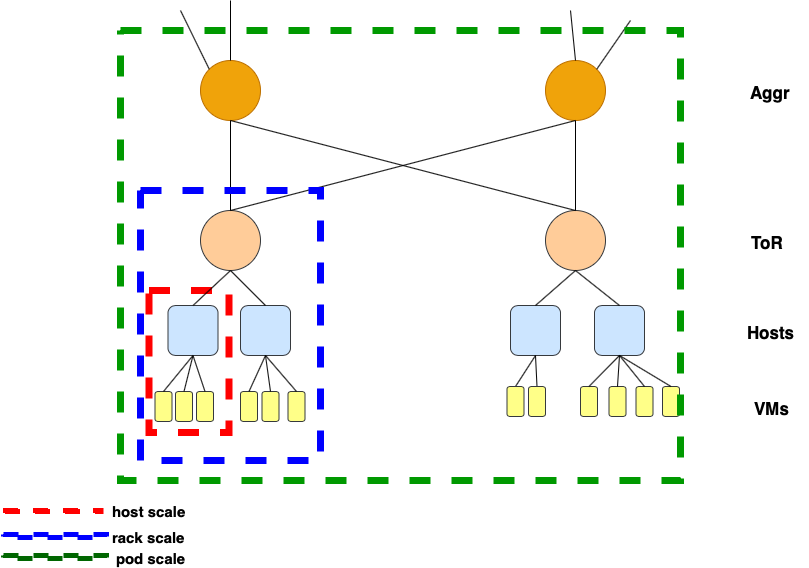 Aggr
ToR
Hosts
VMs
host scale
rack scale
pod scale